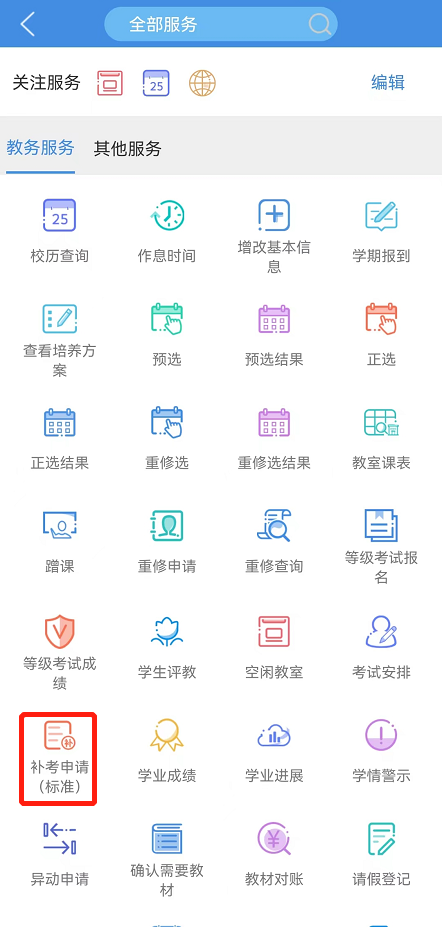 全部服务
关注服务
25
编辑
教务服务 其他服务
25
校历查询 作息时间 增改基本信
息 学期报到
查看培养方
案 预选 预选结果 正选
正选结果 重修选 重修选结果 教室课表
蹭课 重修申请 重修查询 等级考试报
名
等级考试成
绩 学生评教 空闲教室 考试安排
补
补考申请
（标准） 学业成绩 学业进展 学情警示
¥
异动申请 确认需要教
材 教材对账 请假登记